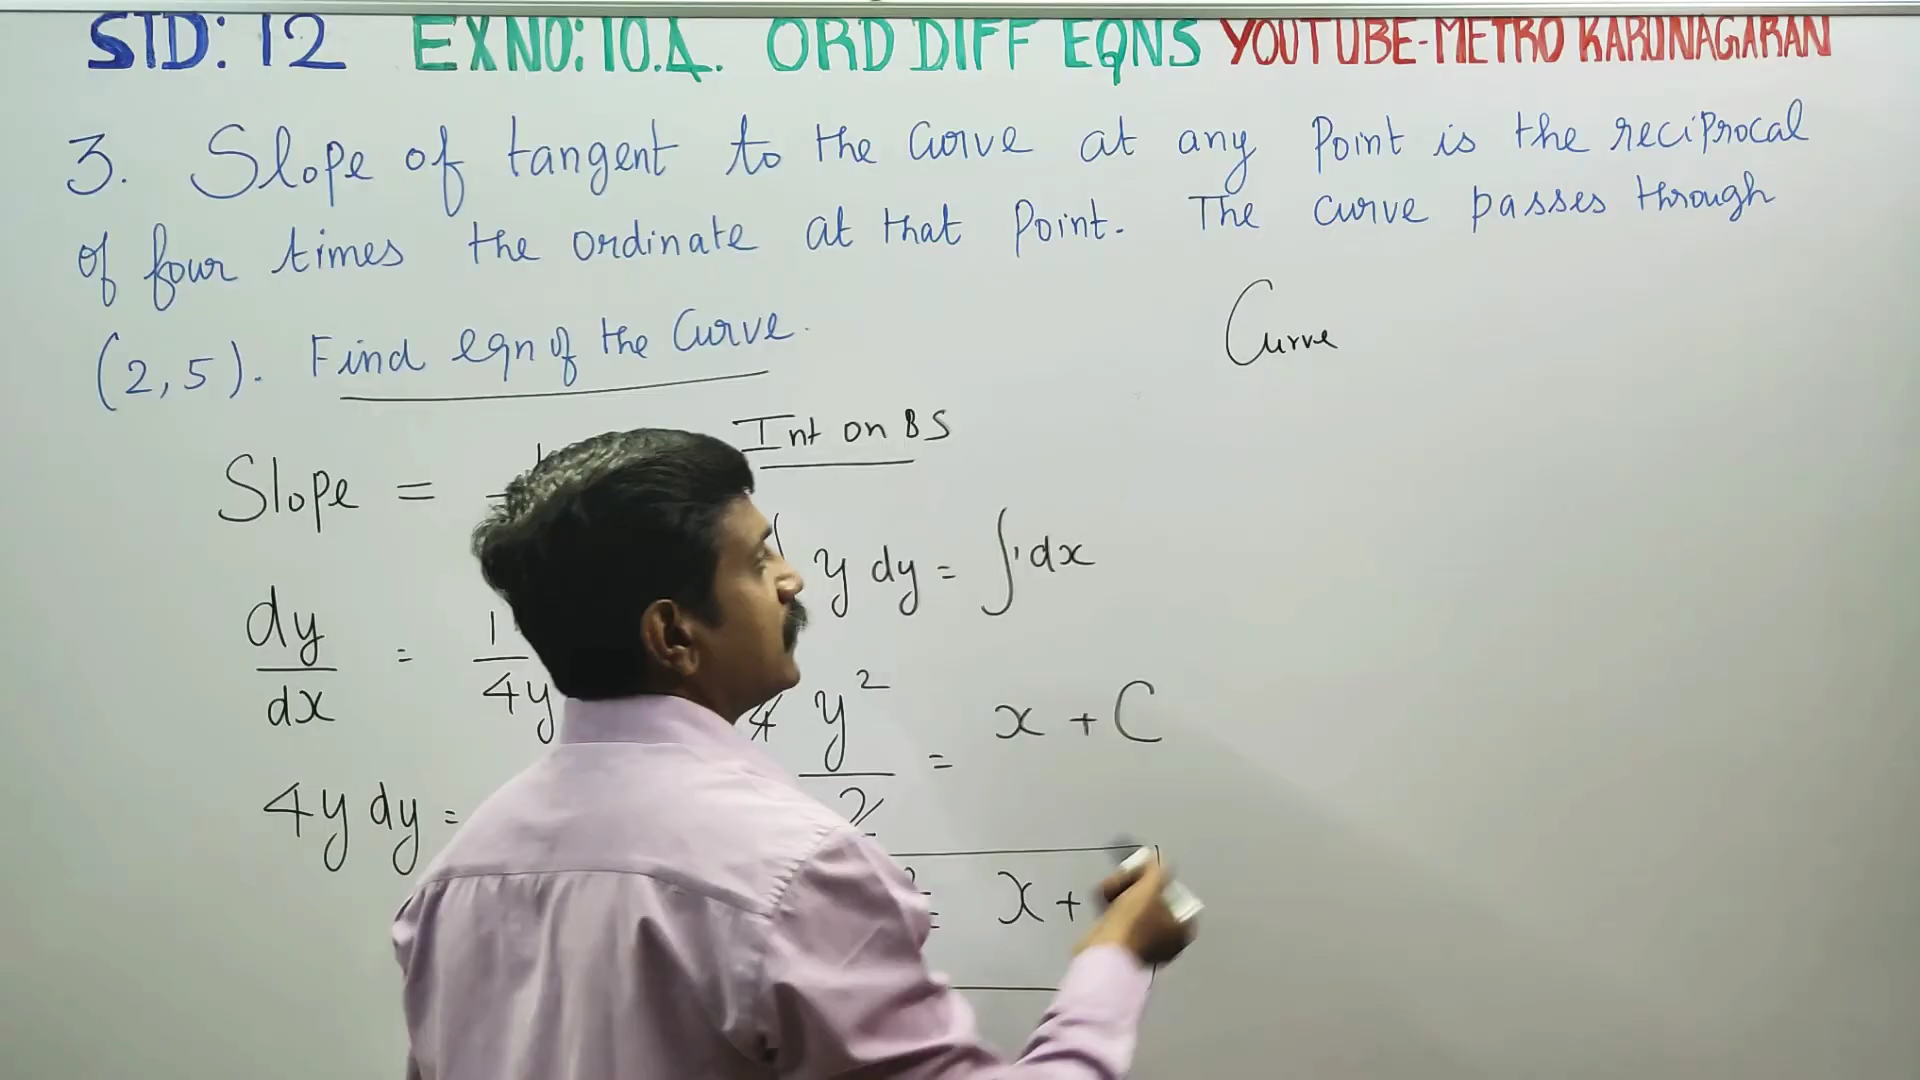 STD: 12 EXNO: 10.4. ORD DIFF EQNS YOUTUBE-METRO KARUNAGARAN
3. Slope of tangent to the curve at any Point is the reciprocal
of four times the ordinate at that Point. The curve passes through
(2,5). Find eqn of the Curve.
Curve
Slope =
dy/dx = 1/4y
4y dy =
Int on BS
y dy = ∫1 dx
4 y²/2 = x + C
= x +